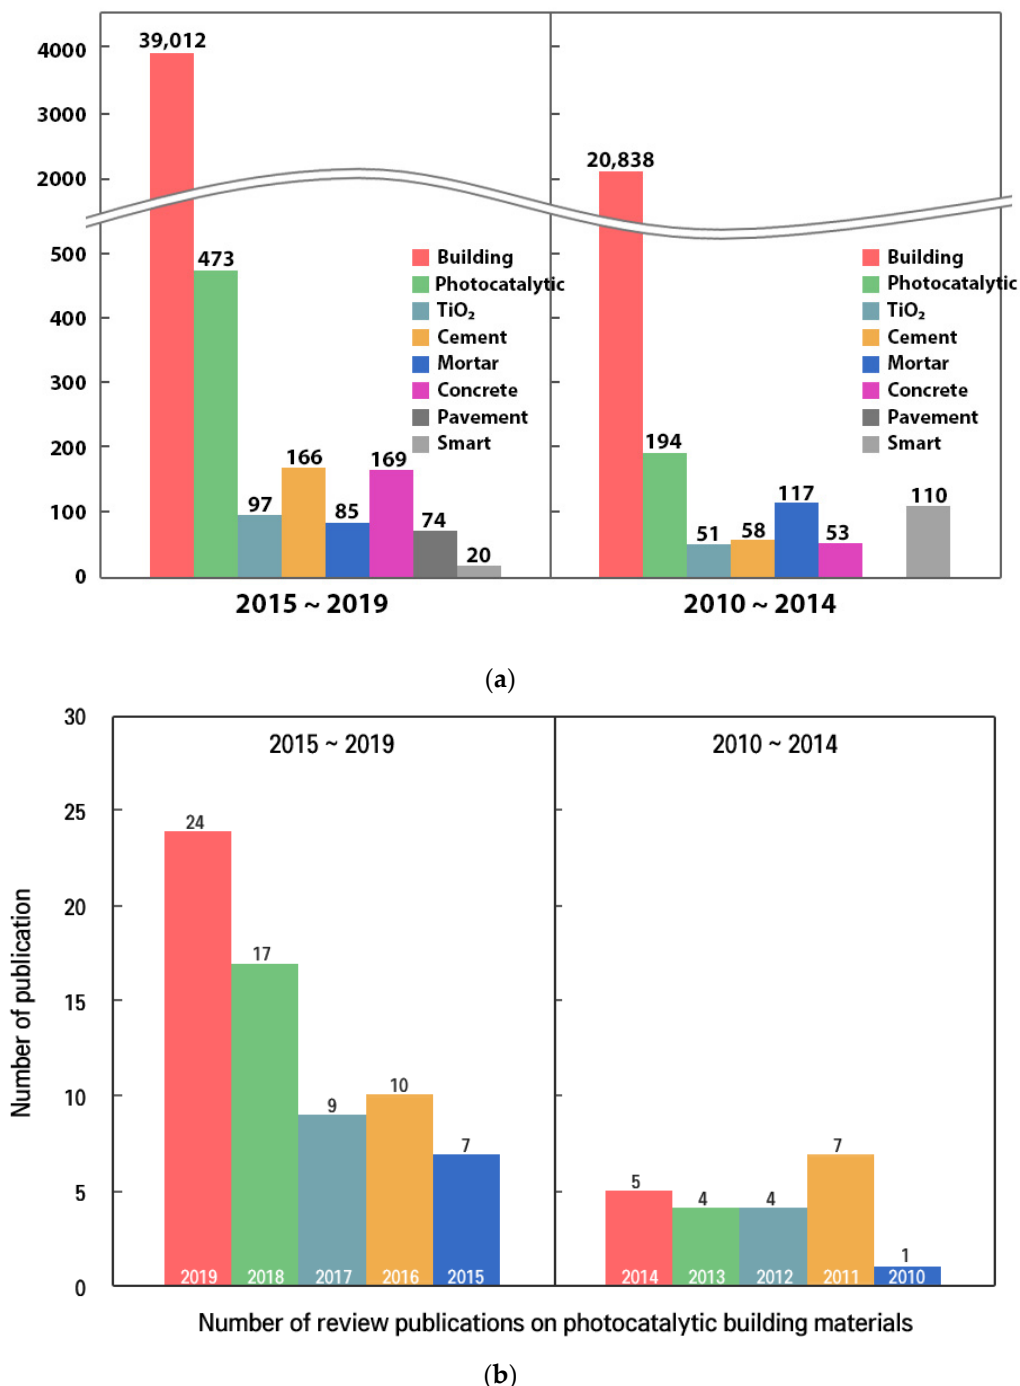 39,012
4000
3000
20,838
2000
500
473
400
300
200
100
0
Building
Photocatalytic
TiO₂
Cement
Mortar
Concrete
Pavement
Smart
97
166
85
169
74
20
Building
Photocatalytic
TiO₂
Cement
Mortar
Concrete
Pavement
Smart
194
51
58
117
53
110
2015 ~ 2019
2010 ~ 2014
(a)
30
25
20
15
10
5
0
Number of publication
2015 ~ 2019
2010 ~ 2014
24
17
9
10
7
5
4
4
7
1
2019
2018
2017
2016
2015
2014
2013
2012
2011
2010
Number of review publications on photocatalytic building materials
(b)